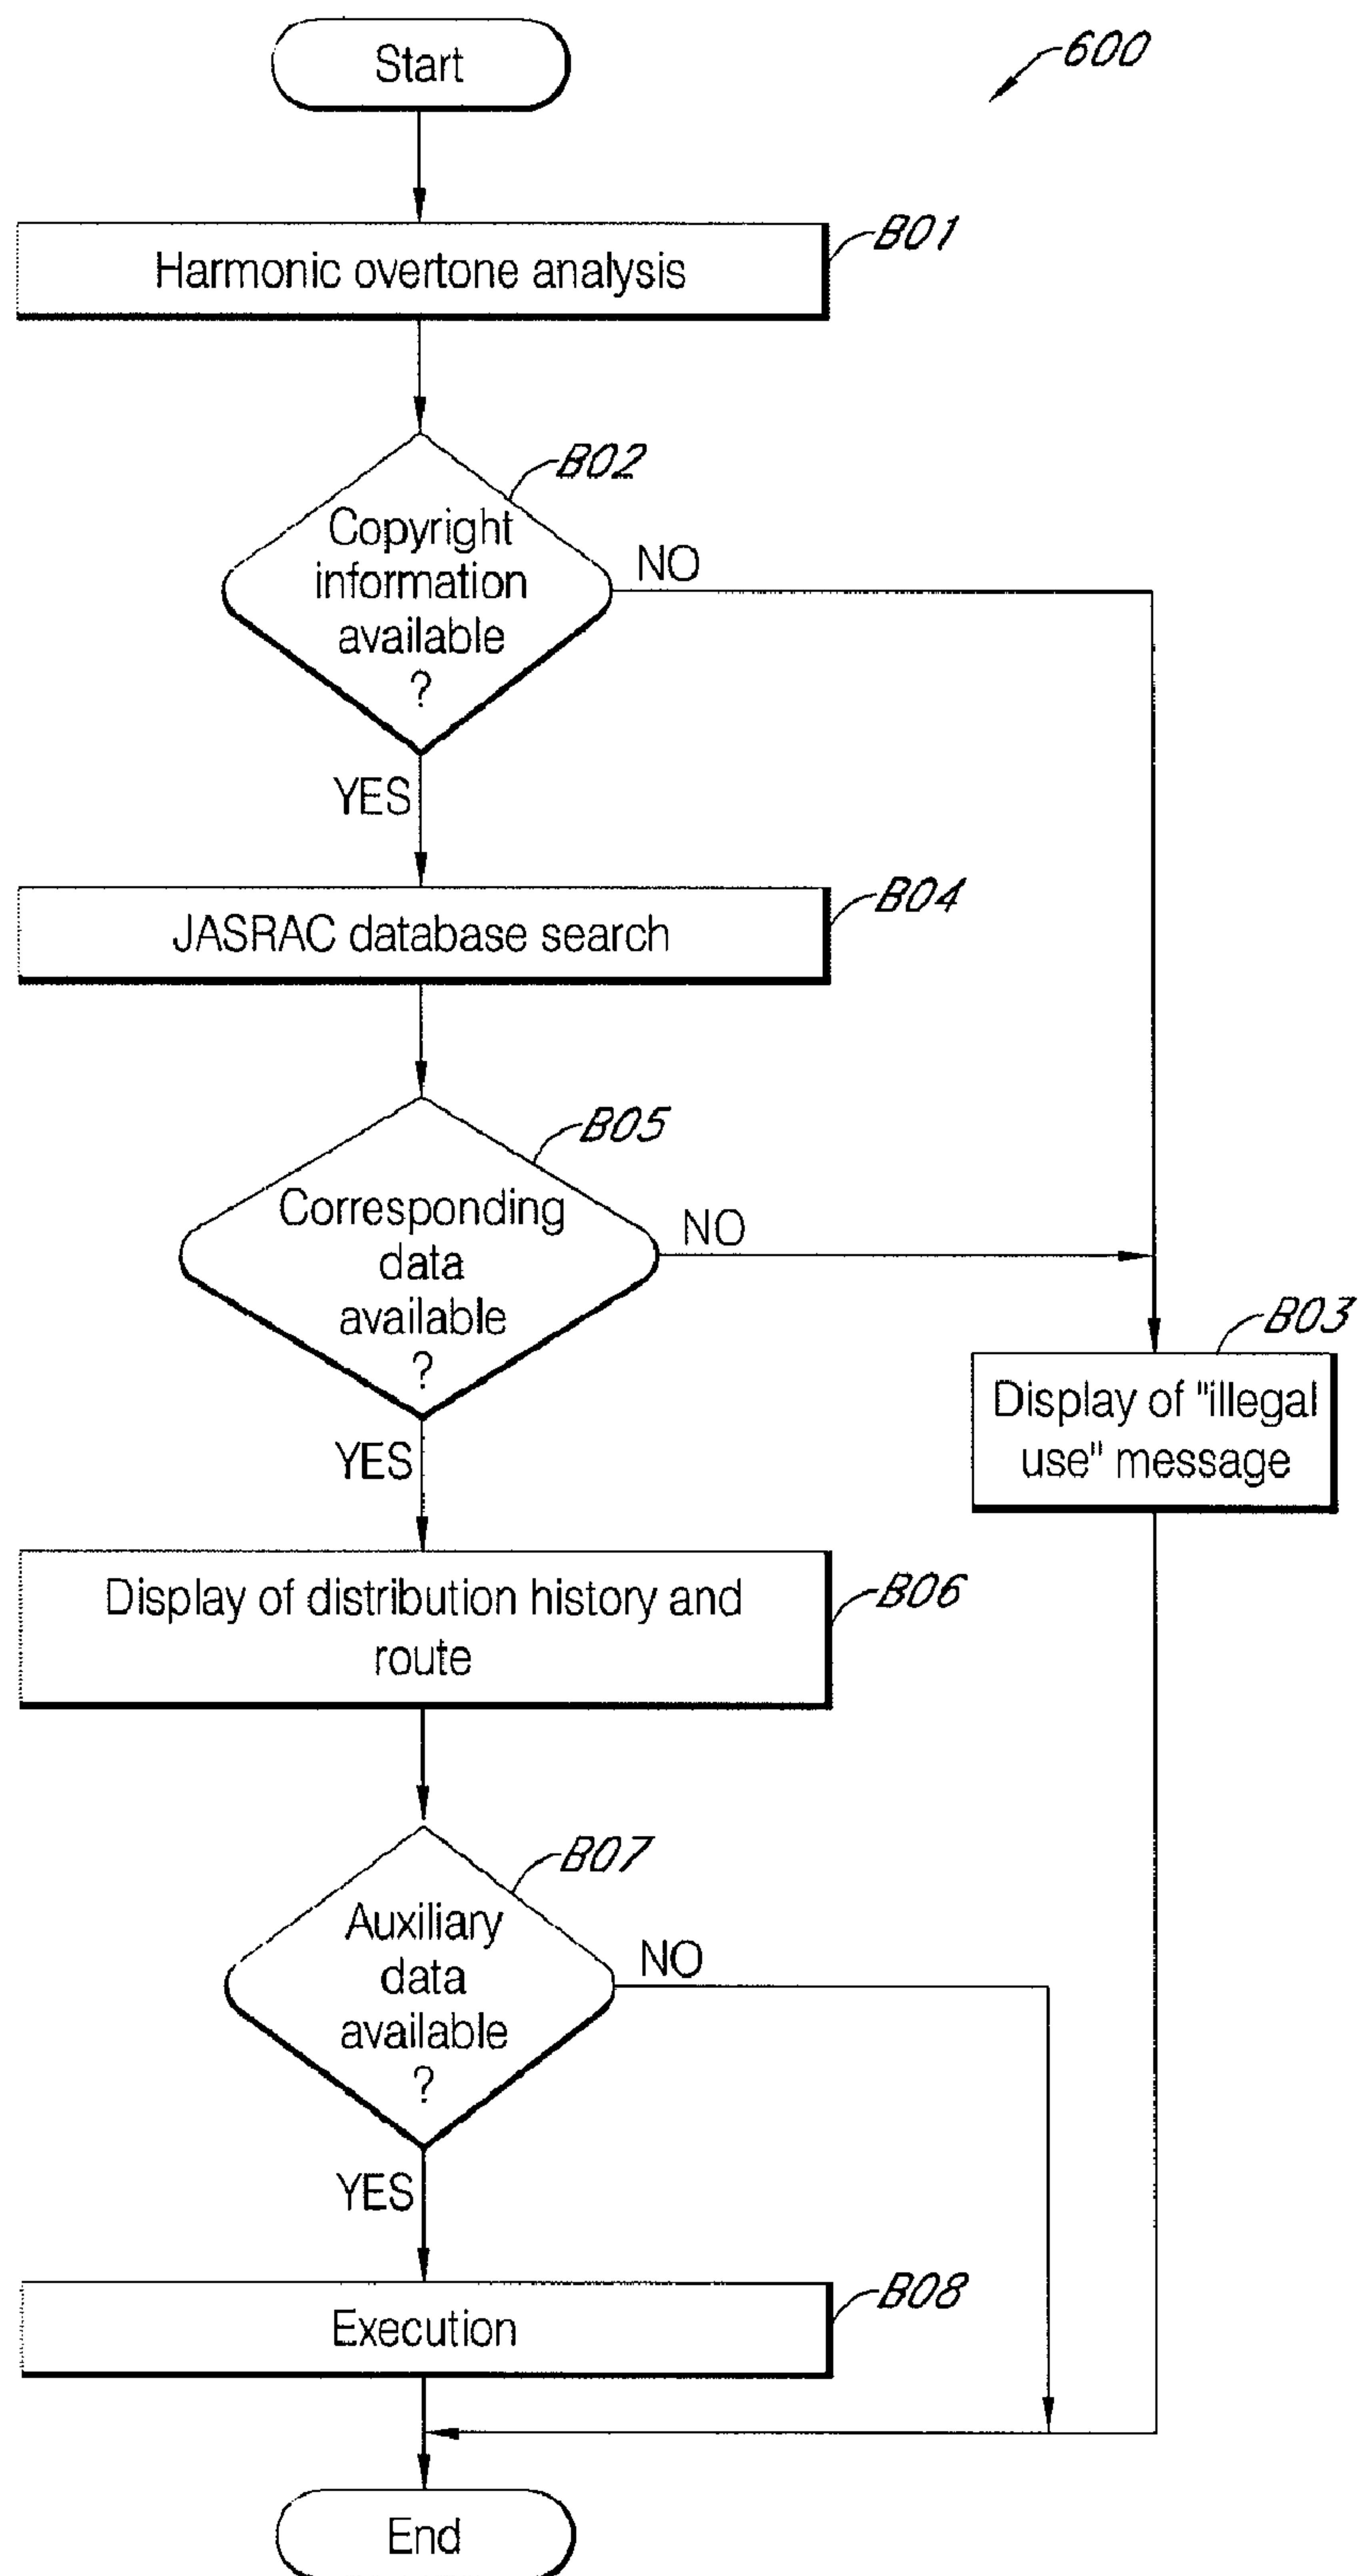 Start
600
Harmonic overtone analysis
B01
B02
Copyright
information
available
?
NO
YES
JASRAC database search
B04
B05
Corresponding
data
available
?
NO
YES
B03
Display of "illegal
use" message
Display of distribution history and
route
B06
B07
Auxiliary
data
available
?
NO
YES
Execution
B08
End